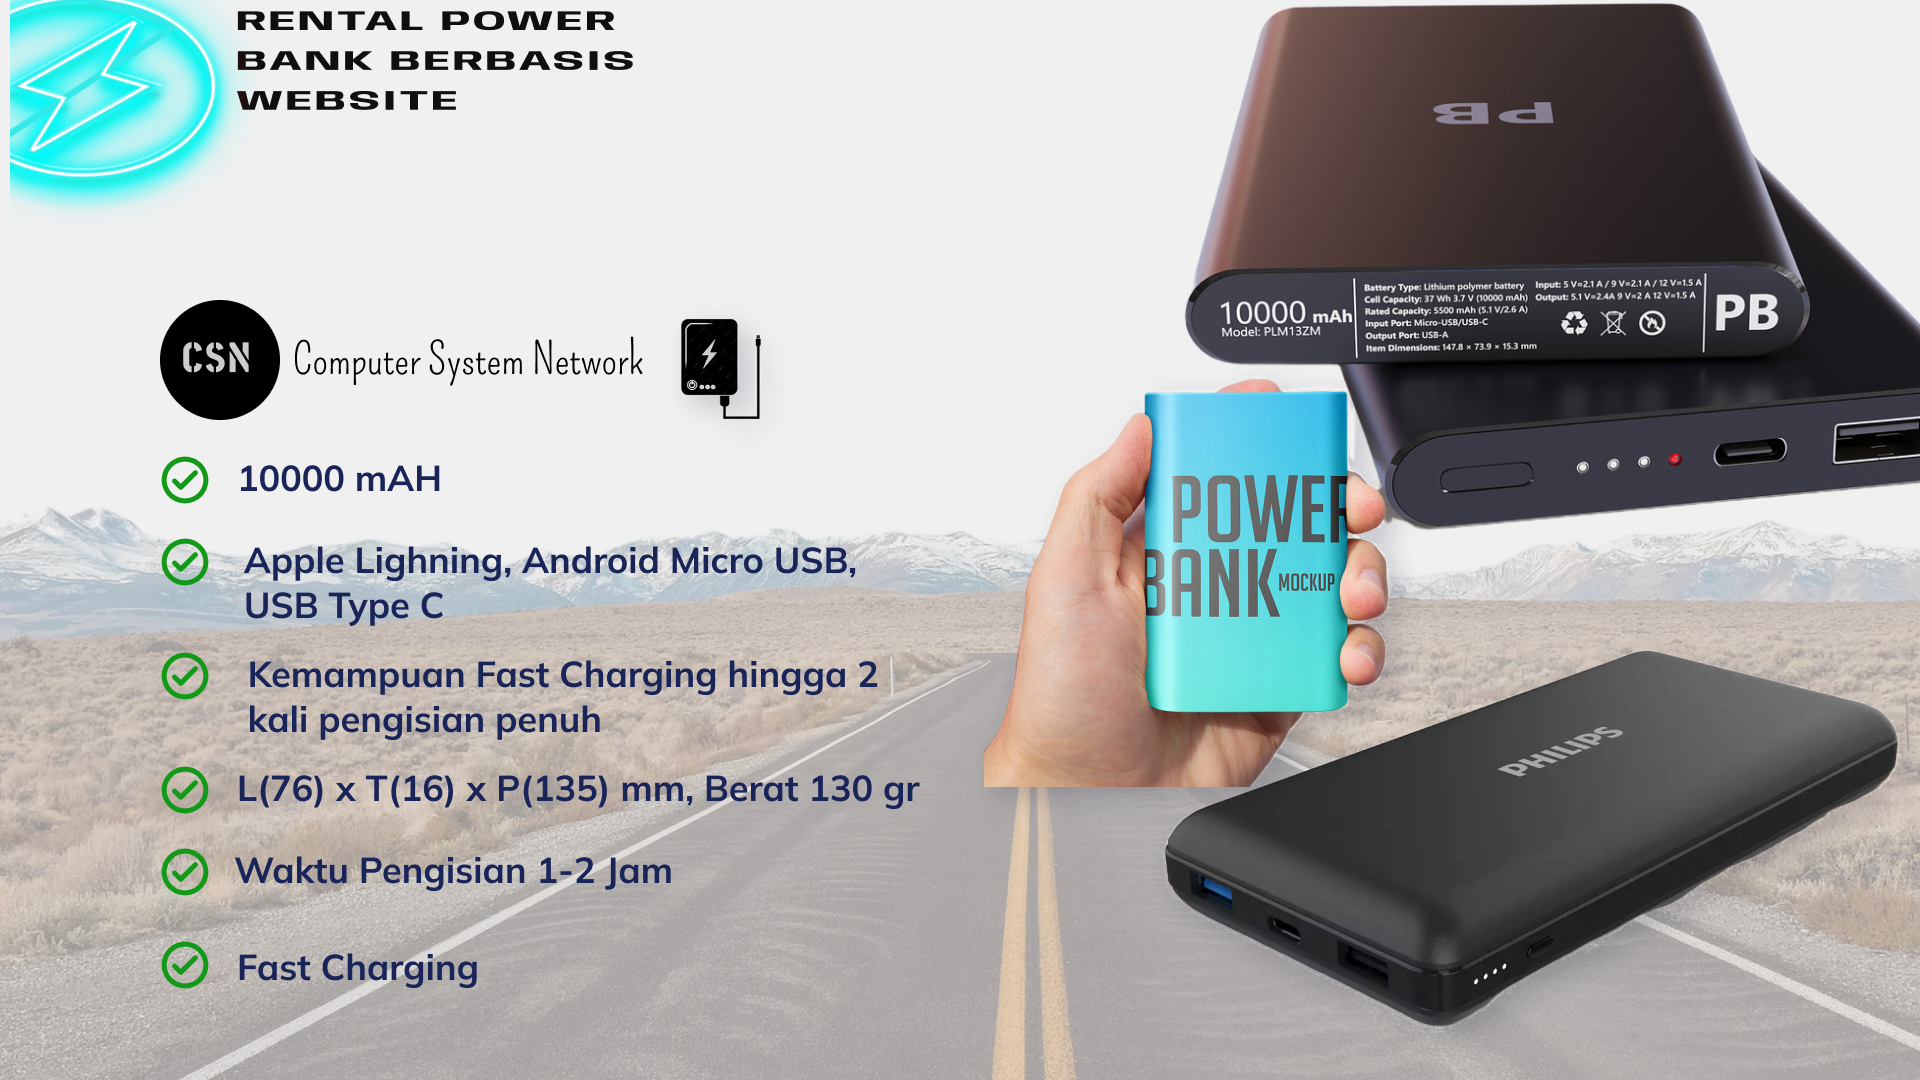 RENTAL POWER
BANK BERBASIS
WEBSITE
CSN
Computer System Network
10000 mAH
Apple Lighning, Android Micro USB,
USB Type C
Kemampuan Fast Charging hingga 2
kali pengisian penuh
L(76) x T(16) x P(135) mm, Berat 130 gr
Waktu Pengisian 1-2 Jam
Fast Charging
PB
10000 mAh
Model: PLM13ZM
Battery Type: Lithium polymer battery
Cell Capacity: 37 Wh 3.7 V (10000 mAh)
Rated Capacity: 5500 mAh (5.1 V/2.6 A)
Input Port: Micro-USB/USB-C
Output Port: USB-A
Item Dimensions: 147.8 × 73.9 × 15.3 mm
Input: 5 V=2.1 A / 9 V=2.1 A / 12 V=1.5 A
Output: 5.1 V=2.4A 9 V=2 A 12 V=1.5 A
PB
POWER
BANK MOCKUP
PHILIPS